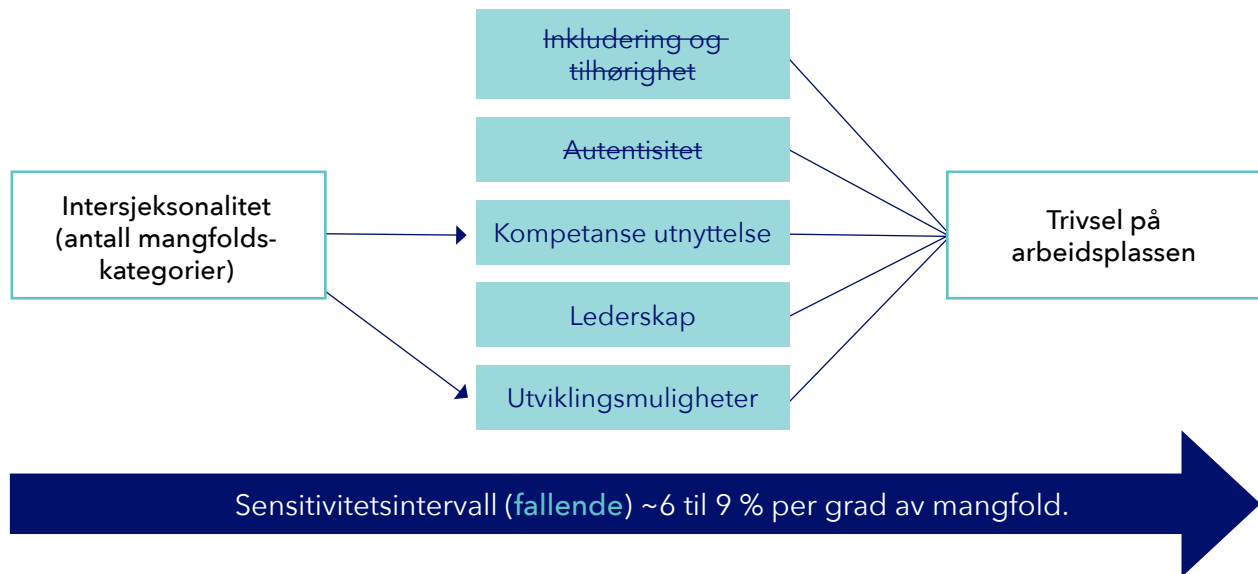 Inkludering og
tilhørighet
Autentisitet
Intersjeksonalitet
(antall mangfolds-
kategorier)
Kompetanse utnyttelse
Trivsel på
arbeidsplassen
Lederskap
Utviklingsmuligheter
Sensitivitetsintervall (fallende) ~6 til 9 % per grad av mangfold.